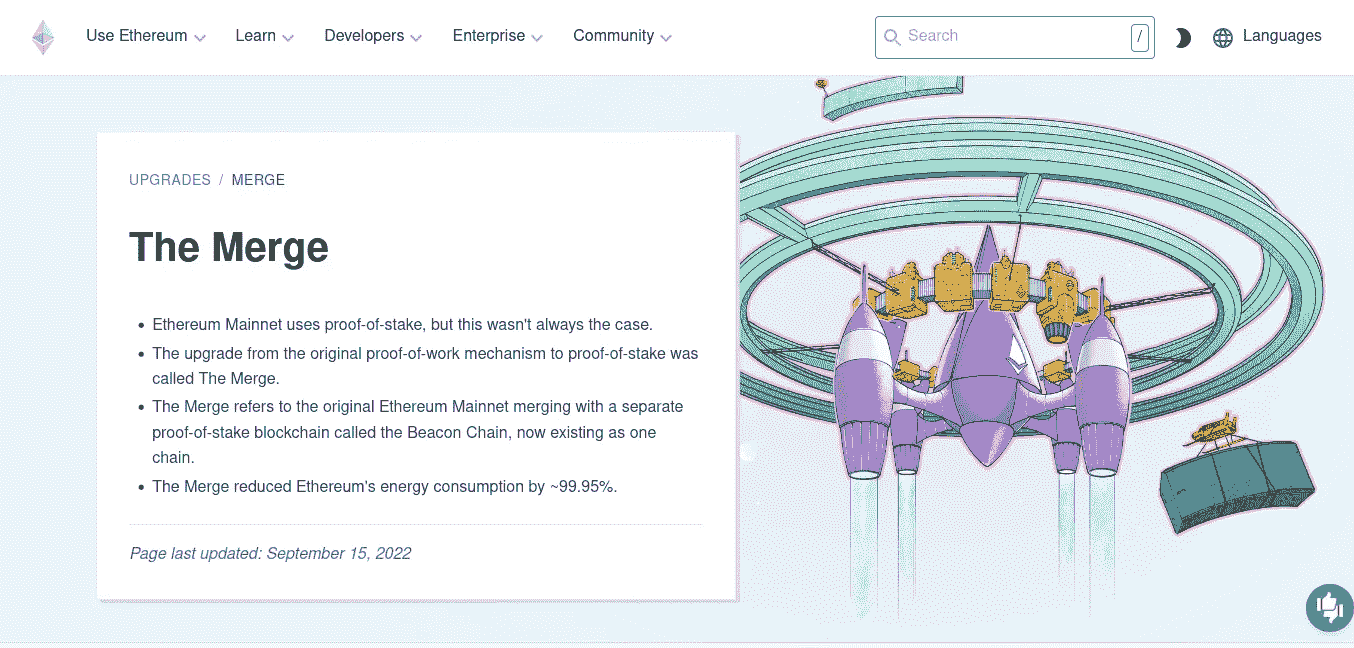 Use Ethereum Learn Developers Enterprise Community Search / Languages
UPGRADES / MERGE
The Merge
Ethereum Mainnet uses proof-of-stake, but this wasn't always the case.
The upgrade from the original proof-of-work mechanism to proof-of-stake was
called The Merge.
The Merge refers to the original Ethereum Mainnet merging with a separate
proof-of-stake blockchain called the Beacon Chain, now existing as one
chain.
The Merge reduced Ethereum's energy consumption by ~99.95%.
Page last updated: September 15, 2022